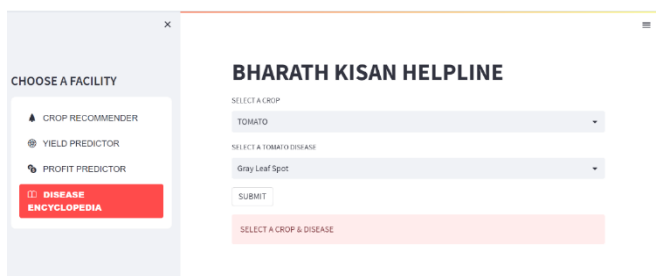 CHOOSE A FACILITY
CROP RECOMMENDER
YIELD PREDICTOR
PROFIT PREDICTOR
DISEASE
ENCYCLOPEDIA
BHARATH KISAN HELPLINE
SELECT A CROP
TOMATO
SELECT A TOMATO DISEASE
Gray Leaf Spot
SUBMIT
SELECT A CROP & DISEASE